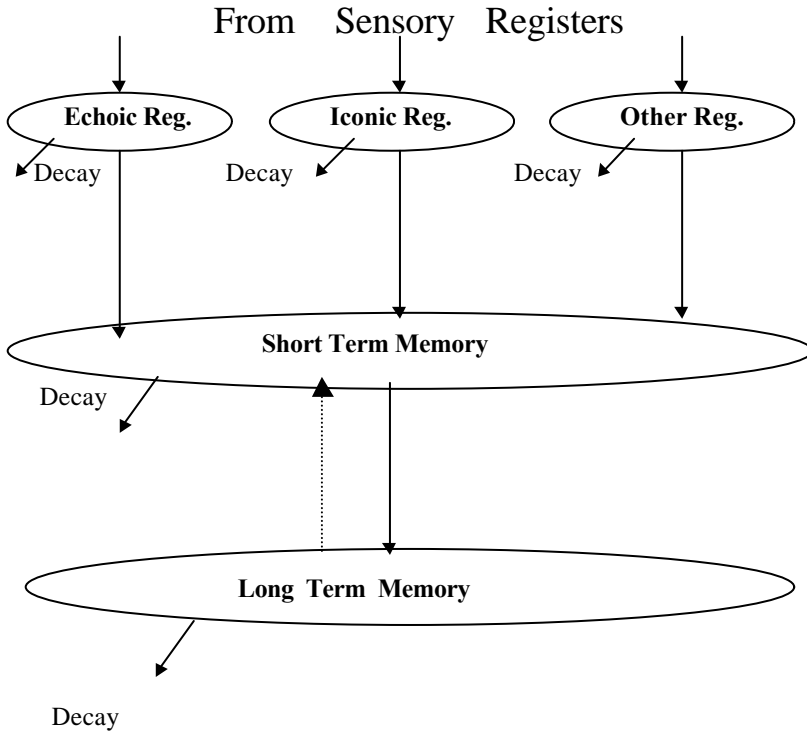 From Sensory Registers
Echoic Reg. Iconic Reg. Other Reg.
Decay Decay Decay
Short Term Memory
Decay
Long Term Memory
Decay